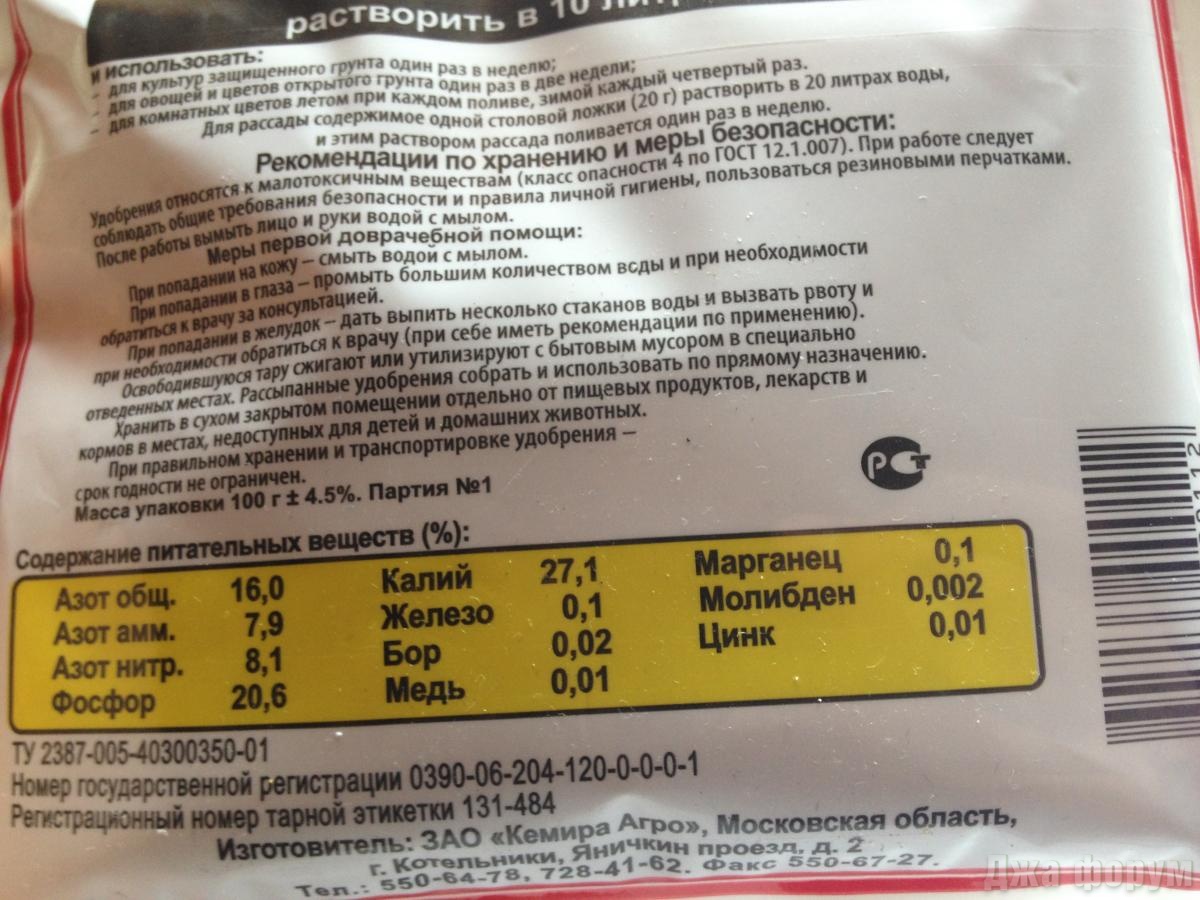 растворить в 10
и использовать:
- для культур защищенного грунта один раз в неделю;
- для овощей и цветов открытого грунта один раз в две недели;
- для комнатных цветов летом при каждом поливе, зимой каждый четвертый раз.
Для рассады содержимое одной столовой ложки (20 г) растворить в 20 литрах воды,
и этим раствором рассада поливается один раз в неделю.
Рекомендации по хранению и меры безопасности:
Удобрения относятся к малотоксичным веществам (класс опасности 4 по ГОСТ 12.1.007). При работе следует
соблюдать общие требования безопасности и правила личной гигиены, пользоваться резиновыми перчатками.
После работы вымыть лицо и руки водой с мылом.
Меры первой доврачебной помощи:
При попадании на кожу – смыть водой с мылом.
При попадании в глаза – промыть большим количеством воды и при необходимости
обратиться к врачу за консультацией.
При попадании в желудок – дать выпить несколько стаканов воды и вызвать рвоту и
при необходимости обратиться к врачу (при себе иметь рекомендации по применению).
Освободившуюся тару сжигают или утилизируют с бытовым мусором в специально
отведенных местах. Рассыпанные удобрения собрать и использовать по прямому назначению.
Хранить в сухом закрытом помещении отдельно от пищевых продуктов, лекарств и
кормов в местах, недоступных для детей и домашних животных.
При правильном хранении и транспортировке удобрения –
срок годности не ограничен.
Масса упаковки 100 г ± 4.5%. Партия №1
РСТ
Содержание питательных веществ (%):
Азот общ. 16,0 Калий 27,1 Марганец 0,1
Азот амм. 7,9 Железо 0,1 Молибден 0,002
Азот нитр. 8,1 Бор 0,02 Цинк 0,01
Фосфор 20,6 Медь 0,01
ТУ 2387-005-40300350-01
Номер государственной регистрации 0390-06-204-120-0-0-0-1
Регистрационный номер тарной этикетки 131-484
Изготовитель: ЗАО «Кемира Агро», Московская область,
г. Котельники, Яничкин проезд, д. 2
Тел.: 550-64-78, 728-41-62. Факс 550-67-27.
Джа форум